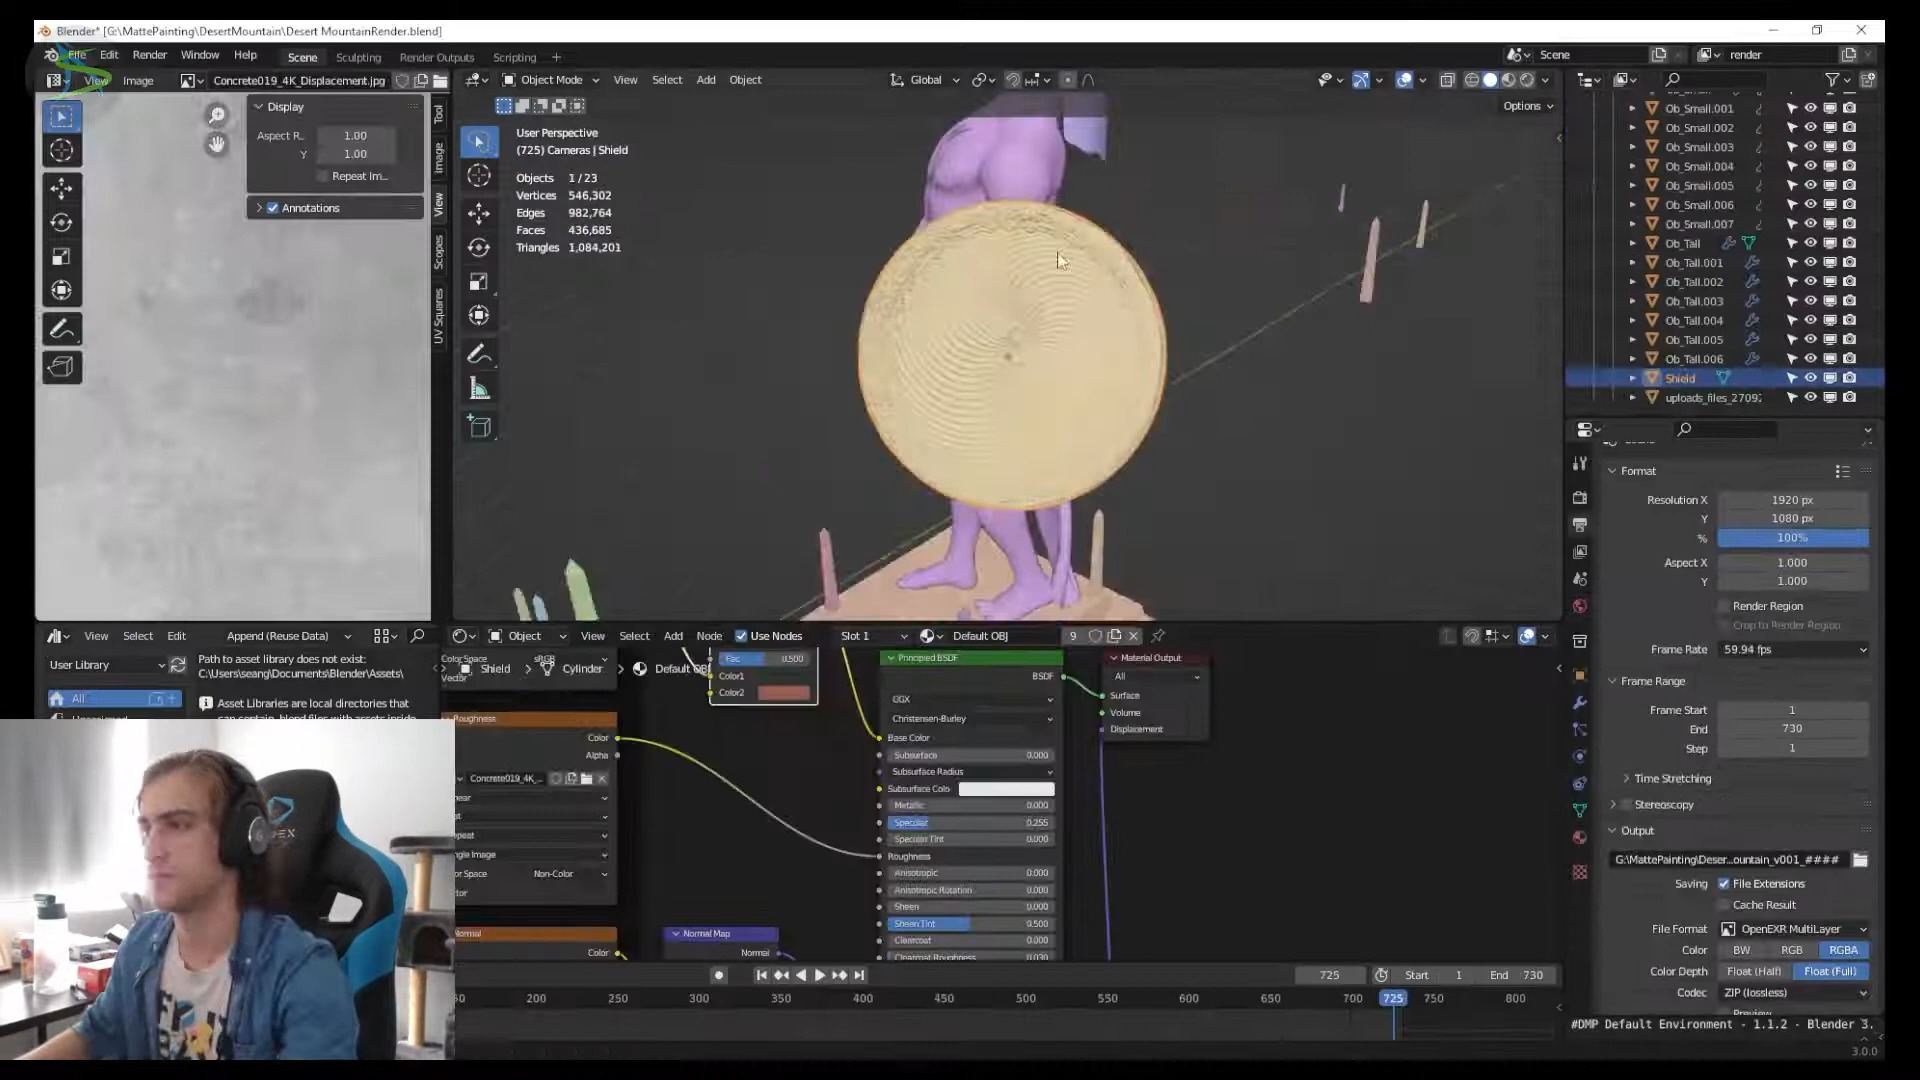 Blender* [G:\MattePainting\DesertMountain\Desert MountainRender.blend]
File Edit Render Window Help Scene Sculpting Render Outputs Scripting + Scene render
View Image Concrete019_4K_Displacement.jpg
Object Mode View Select Add Object Global
Options
Display
Aspect R.. 1.00
Y 1.00
Repeat Im...
Annotations
Tool
Image
View
Scopes
UV Squares
User Perspective
(725) Cameras | Shield
Objects 1/23
Vertices 546,302
Edges 982,764
Faces 436,685
Triangles 1,084,201
Ob_Small.001
Ob_Small.002
Ob_Small.003
Ob_Small.004
Ob_Small.005
Ob_Small.006
Ob_Small.007
Ob_Tall
Ob_Tall.001
Ob_Tall.002
Ob_Tall.003
Ob_Tall.004
Ob_Tall.005
Ob_Tall.006
Shield
uploads_files_2709
Format
Resolution X 1920 px
Y 1080 px
% 100%
Aspect X 1.000
Y 1.000
Render Region
Crop to Render Region
Frame Rate 59.94 fps
Frame Range
Frame Start 1
End 730
Step 1
Time Stretching
Stereoscopy
Output
G:\MattePainting\Deser...ountain_v001_####
Saving File Extensions
Cache Result
File Format OpenEXR MultiLayer
Color BW RGB RGBA
Color Depth Float (Half) Float (Full)
Codec ZIP (lossless)
#DMP Default Environment - 1.1.2 - Blender 3.
3.0.0
View Select Edit Append (Reuse Data)
User Library
All
Path to asset library does not exist:
C:\Users\seang\Documents\Blender\Assets\
Asset Libraries are local directories that
Object View Select Add Node Use Nodes Slot 1 Default OBJ 9
Color Space sRGB
Vector
Shield Cylinder Default OBJ
Fac 0.500
Color1
Color2
Roughness
Color
Alpha
Concrete019_4K_...
Non-Color
Color
Normal Map
Normal
Principled BSDF
BSDF
GGX
Christensen-Burley
Base Color
Subsurface 0.000
Subsurface Radius
Subsurface Colo
Metallic 0.000
Specular 0.255
Specular Tint 0.000
Roughness
Anisotropic 0.000
Anisotropic Rotation 0.000
Sheen 0.000
Sheen Tint 0.500
Clearcoat 0.000
Clearcoat Roughness 0.030
Material Output
All
Surface
Volume
Displacement
725 Start 1 End 730
200 250 300 350 400 450 500 550 600 650 700 725 750 800